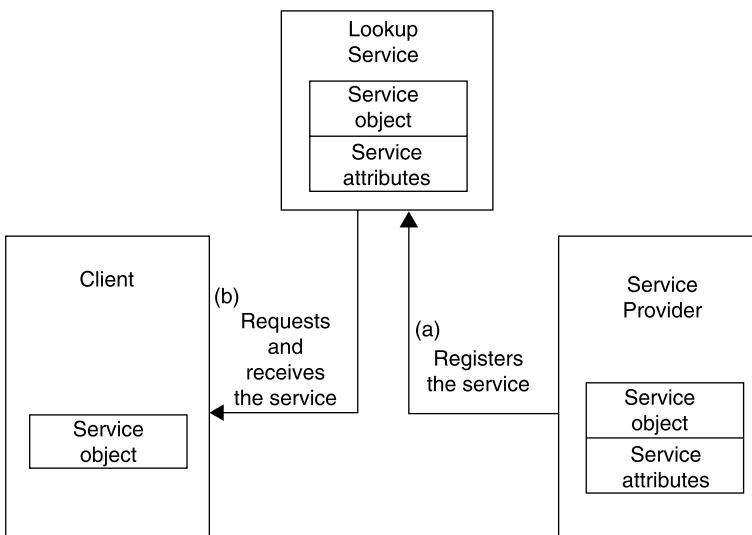 Lookup
Service
Service
object
Service
attributes
Client
(b)
Requests
and
receives
the service
Service
object
(a)
Registers
the service
Service
Provider
Service
object
Service
attributes